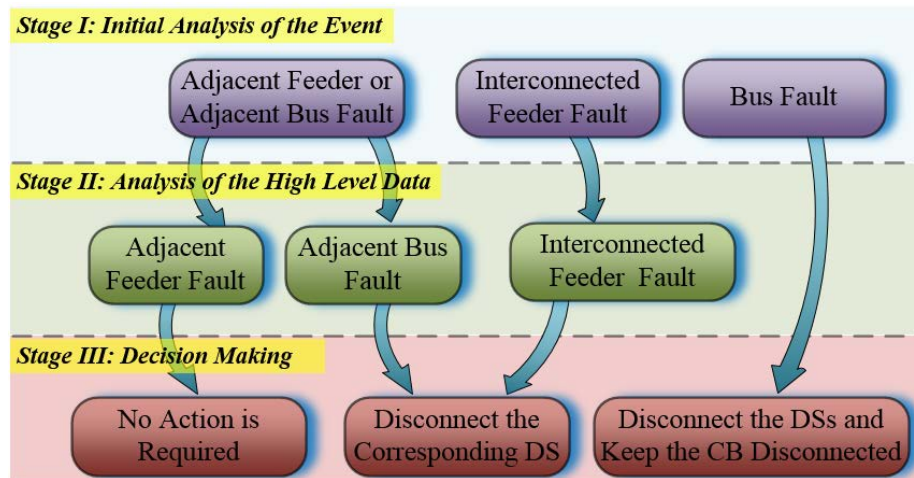 Stage I: Initial Analysis of the Event
Adjacent Feeder or
Adjacent Bus Fault
Interconnected
Feeder Fault
Bus Fault
Stage II: Analysis of the High Level Data
Adjacent
Feeder Fault
Adjacent Bus
Fault
Interconnected
Feeder Fault
Stage III: Decision Making
No Action is
Required
Disconnect the
Corresponding DS
Disconnect the DSs and
Keep the CB Disconnected